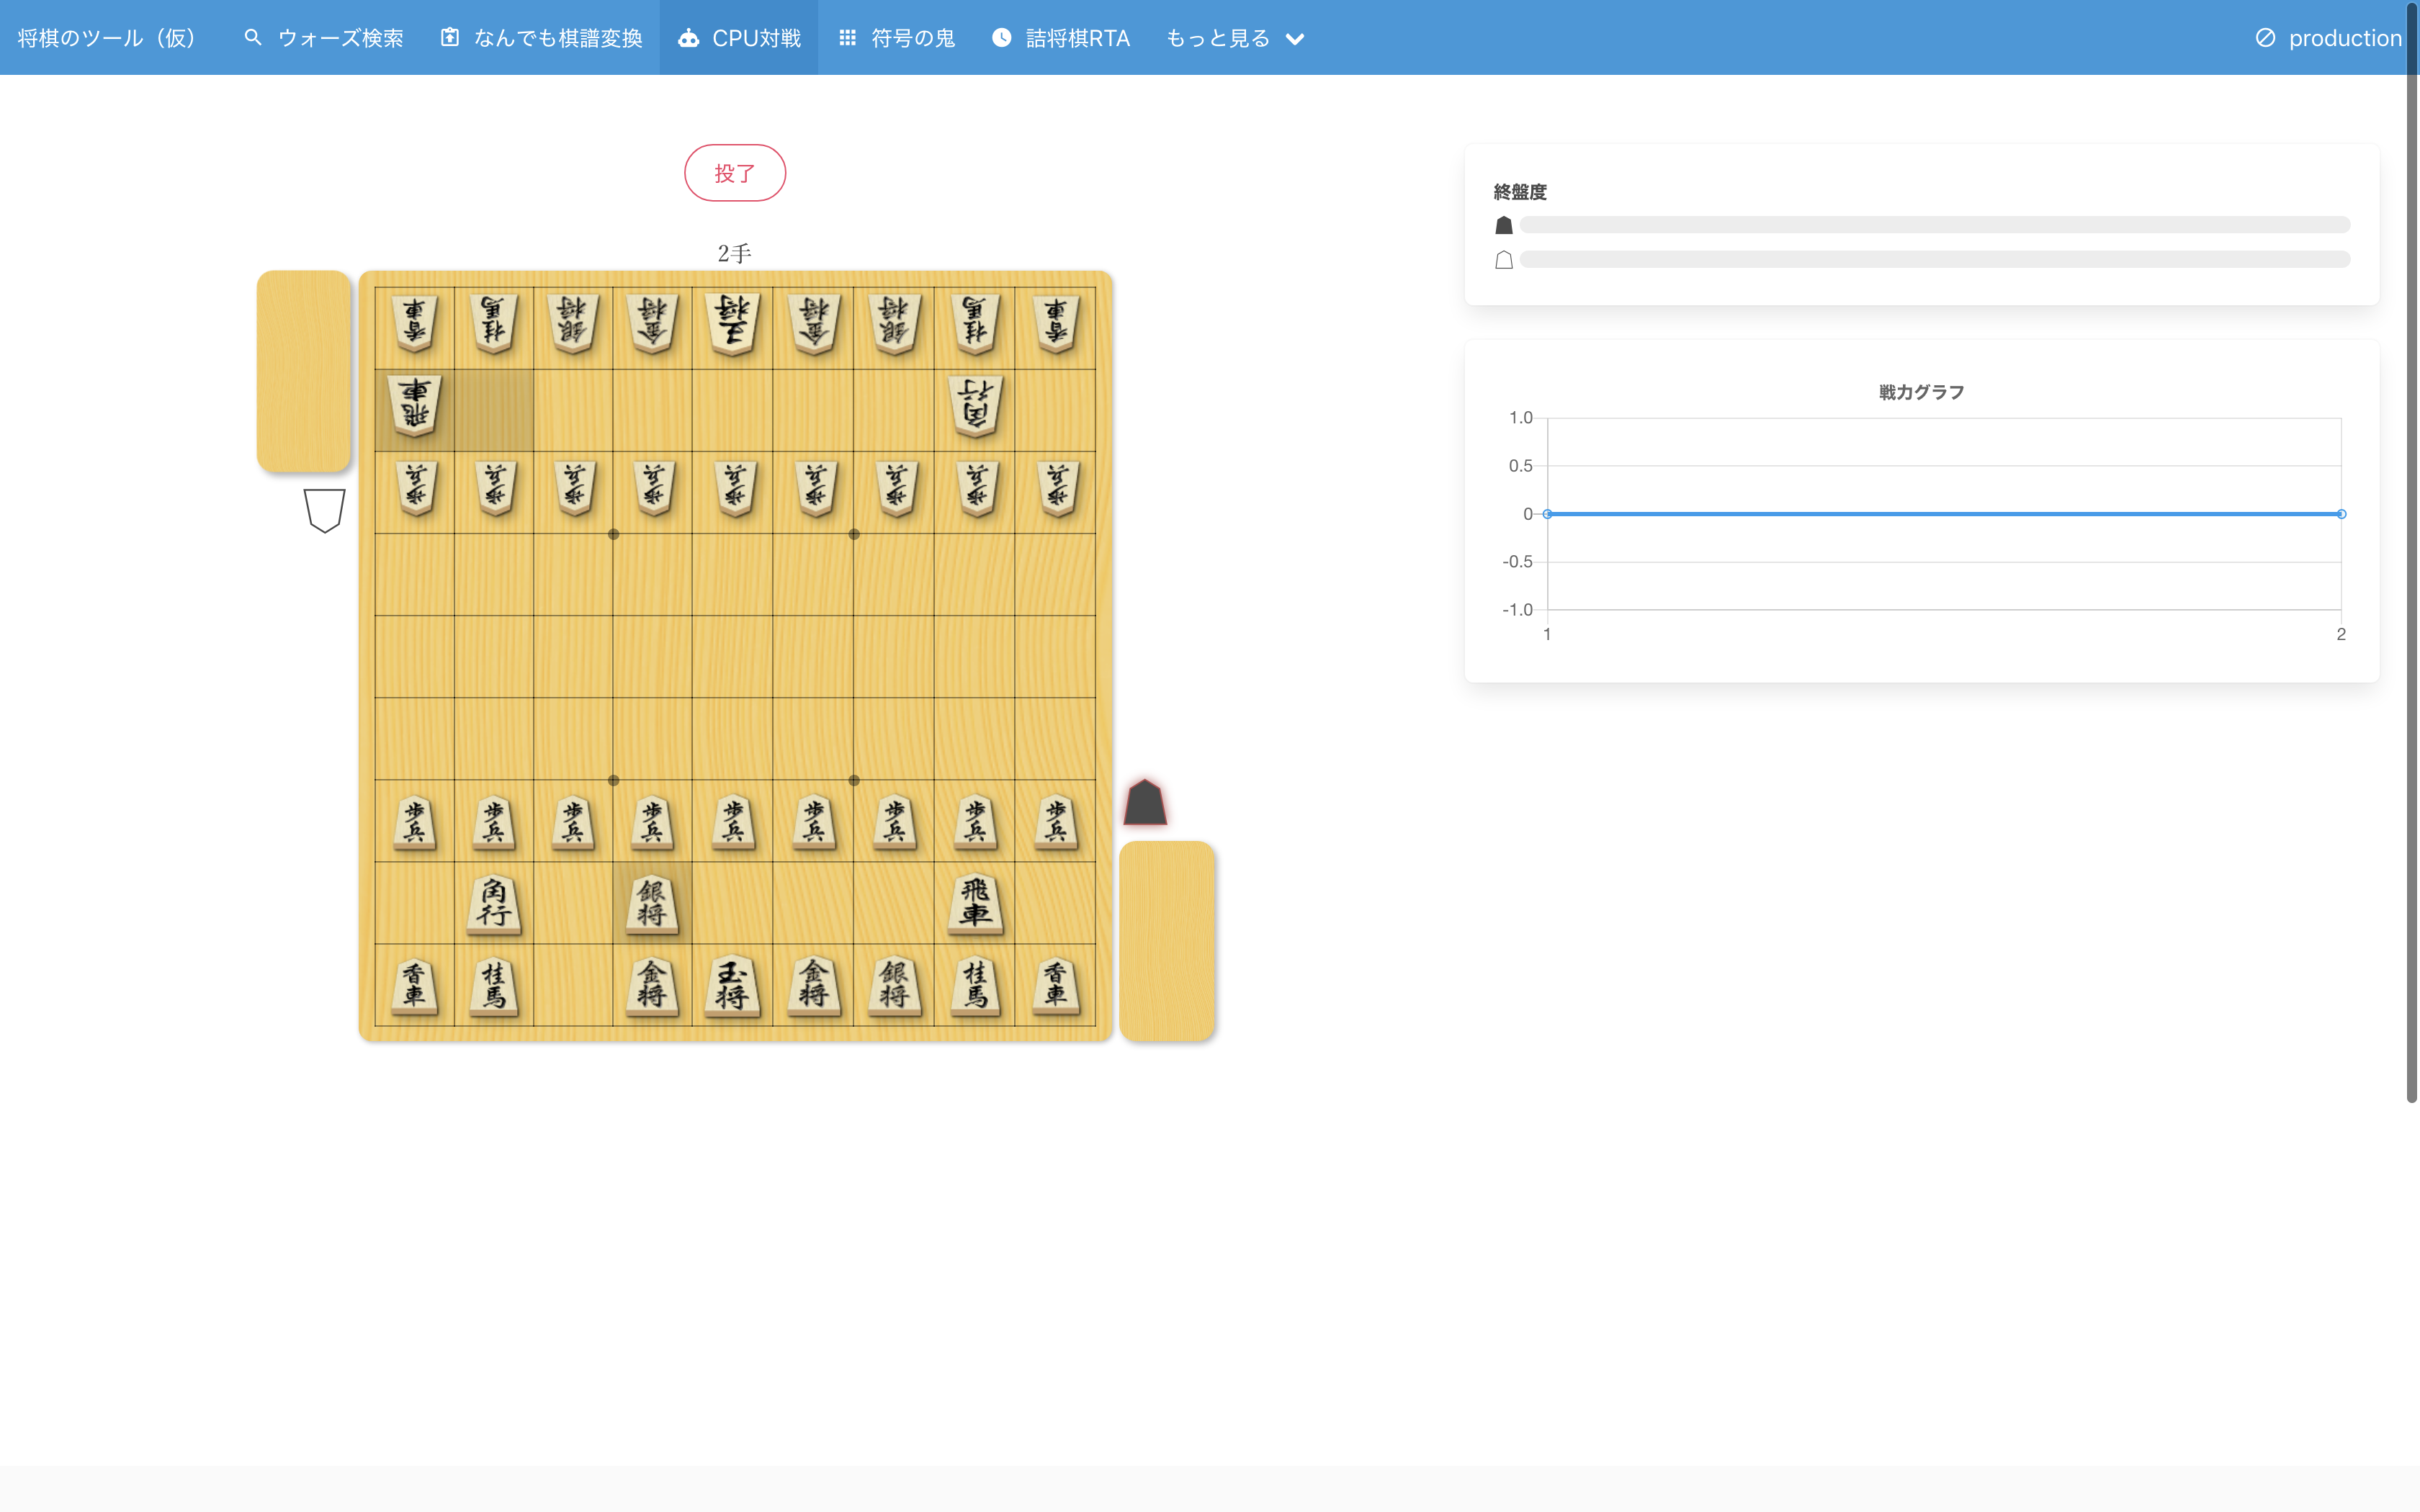 将棋のツール（仮） ウォーズ検索 なんでも棋譜変換 CPU対戦 符号の鬼 詰将棋RTA もっと見る production
投了
2手
香車 桂馬 銀将 金将 王将 金将 銀将 桂馬 香車
飛車 角行
歩兵 歩兵 歩兵 歩兵 歩兵 歩兵 歩兵 歩兵 歩兵
歩兵 歩兵 歩兵 歩兵 歩兵 歩兵 歩兵 歩兵 歩兵
角行 銀将 飛車
香車 桂馬 金将 玉将 金将 銀将 桂馬 香車
終盤度
戦力グラフ
1.0
0.5
0
-0.5
-1.0
1 2